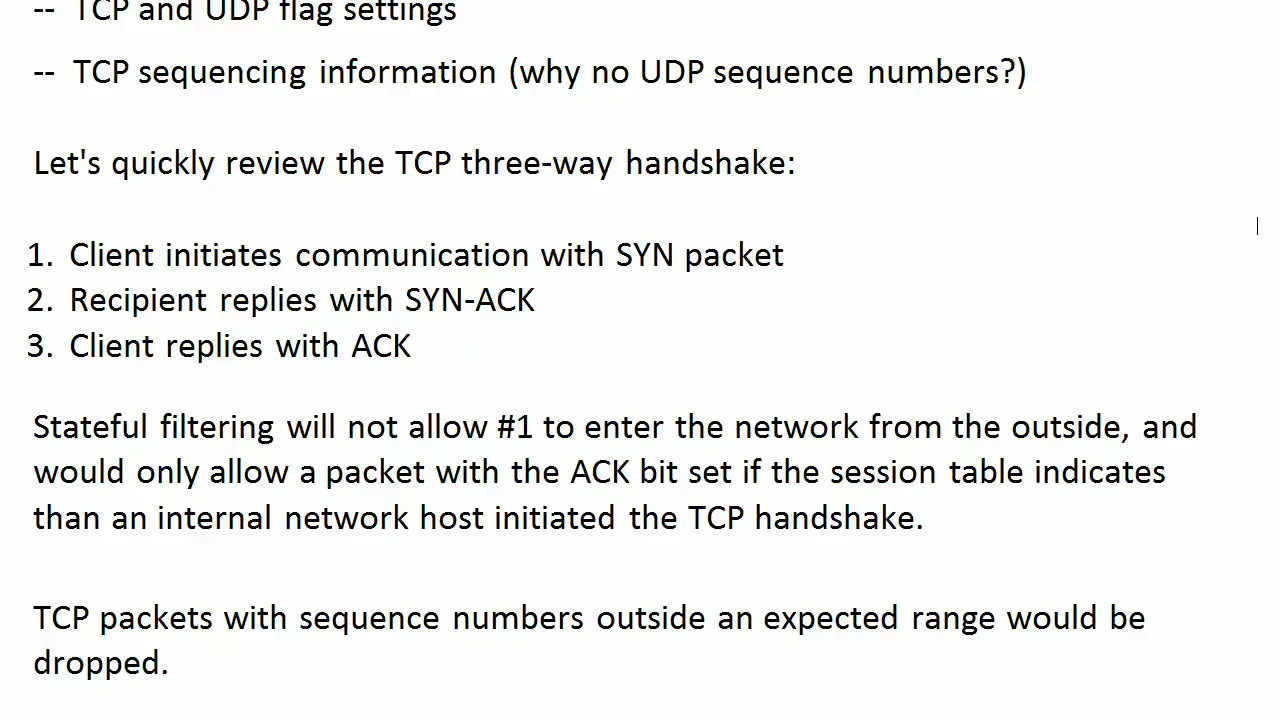 -- TCP and UDP flag settings
-- TCP sequencing information (why no UDP sequence numbers?)
Let's quickly review the TCP three-way handshake:
1. Client initiates communication with SYN packet
2. Recipient replies with SYN-ACK
3. Client replies with ACK
Stateful filtering will not allow #1 to enter the network from the outside, and
would only allow a packet with the ACK bit set if the session table indicates
than an internal network host initiated the TCP handshake.
TCP packets with sequence numbers outside an expected range would be
dropped.